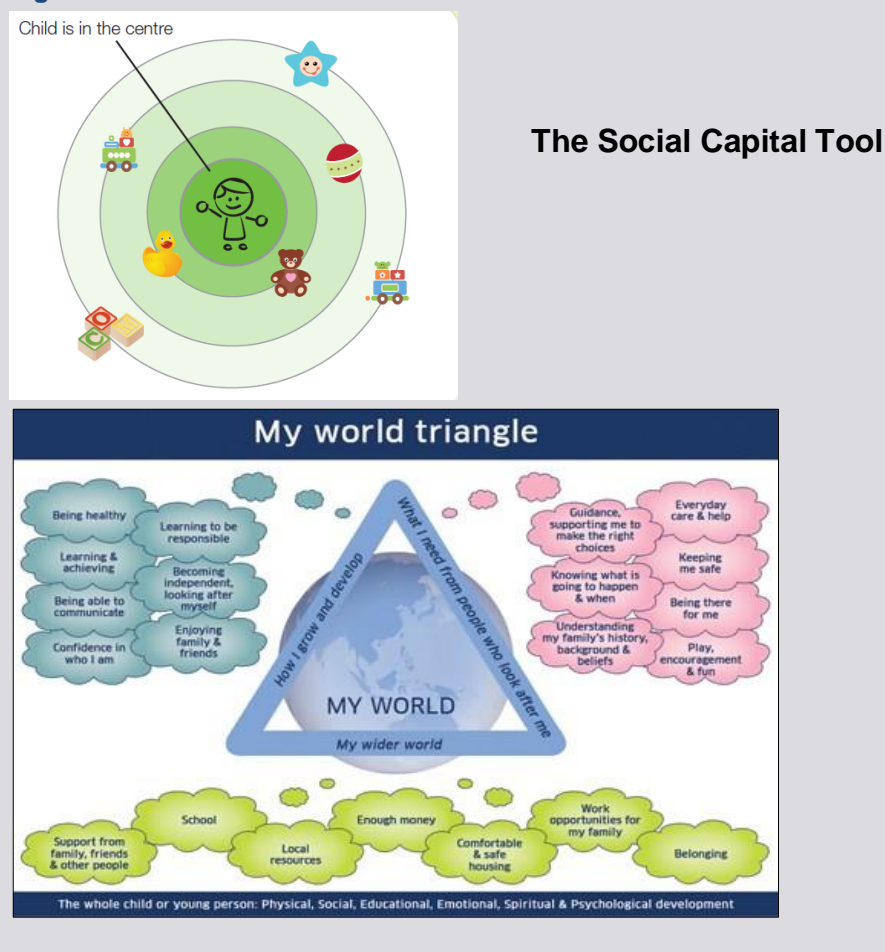 Child is in the centre
The Social Capital Tool
My world triangle
Being healthy
Learning to be
responsible
Learning &
achieving
Becoming
independent,
looking after
myself
Being able to
communicate
Enjoying
family &
friends
Confidence in
who I am
How I grow and develop
What I need from people who look after me
MY WORLD
My wider world
Guidance,
supporting me to
make the right
choices
Everyday
care & help
Knowing what is
going to happen
& when
Keeping
me safe
Understanding
my family's history,
background &
beliefs
Being there
for me
Play,
encouragement
& fun
Support from
family, friends
& other people
School
Local
resources
Enough money
Comfortable
& safe
housing
Work
opportunities for
my family
Belonging
The whole child or young person: Physical, Social, Educational, Emotional, Spiritual & Psychological development